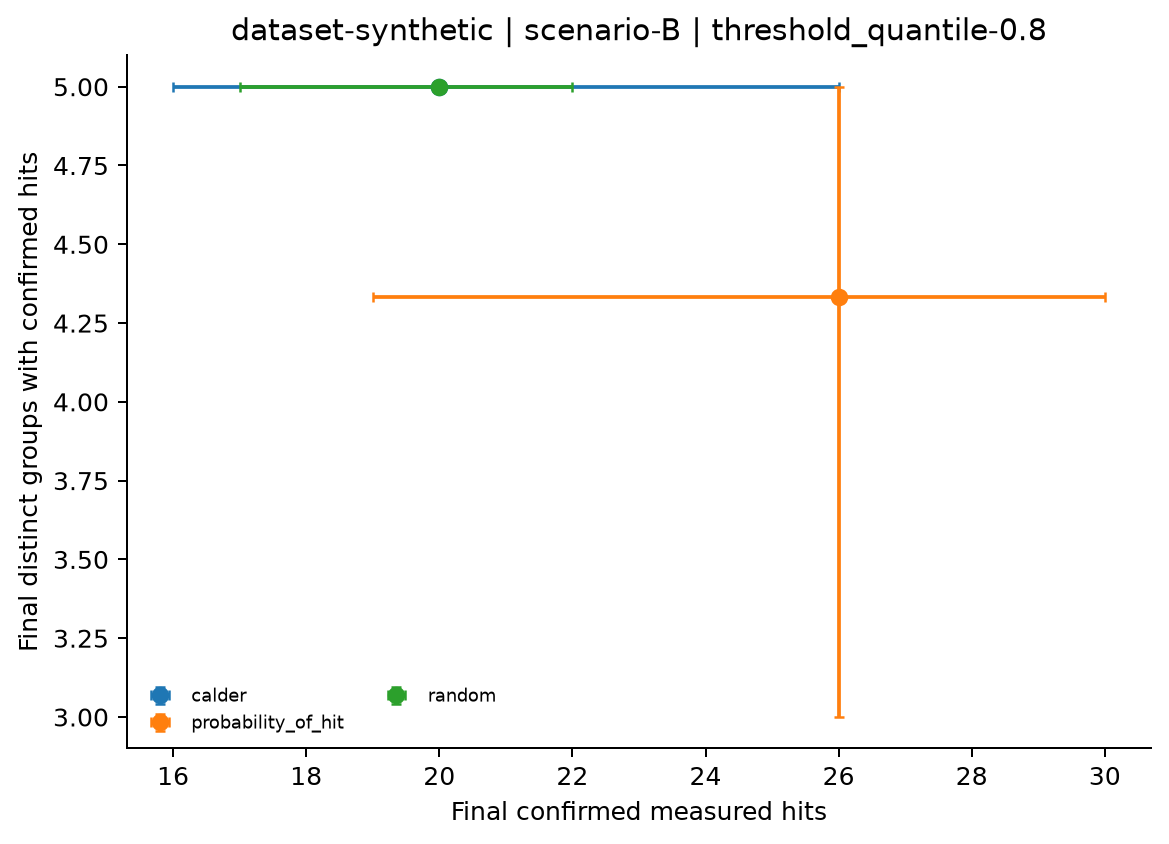 dataset-synthetic | scenario-B | threshold_quantile-0.8
Final distinct groups with confirmed hits
5.00
4.75
4.50
4.25
4.00
3.75
3.50
3.25
3.00
calder
probability_of_hit
random
16 18 20 22 24 26 28 30
Final confirmed measured hits